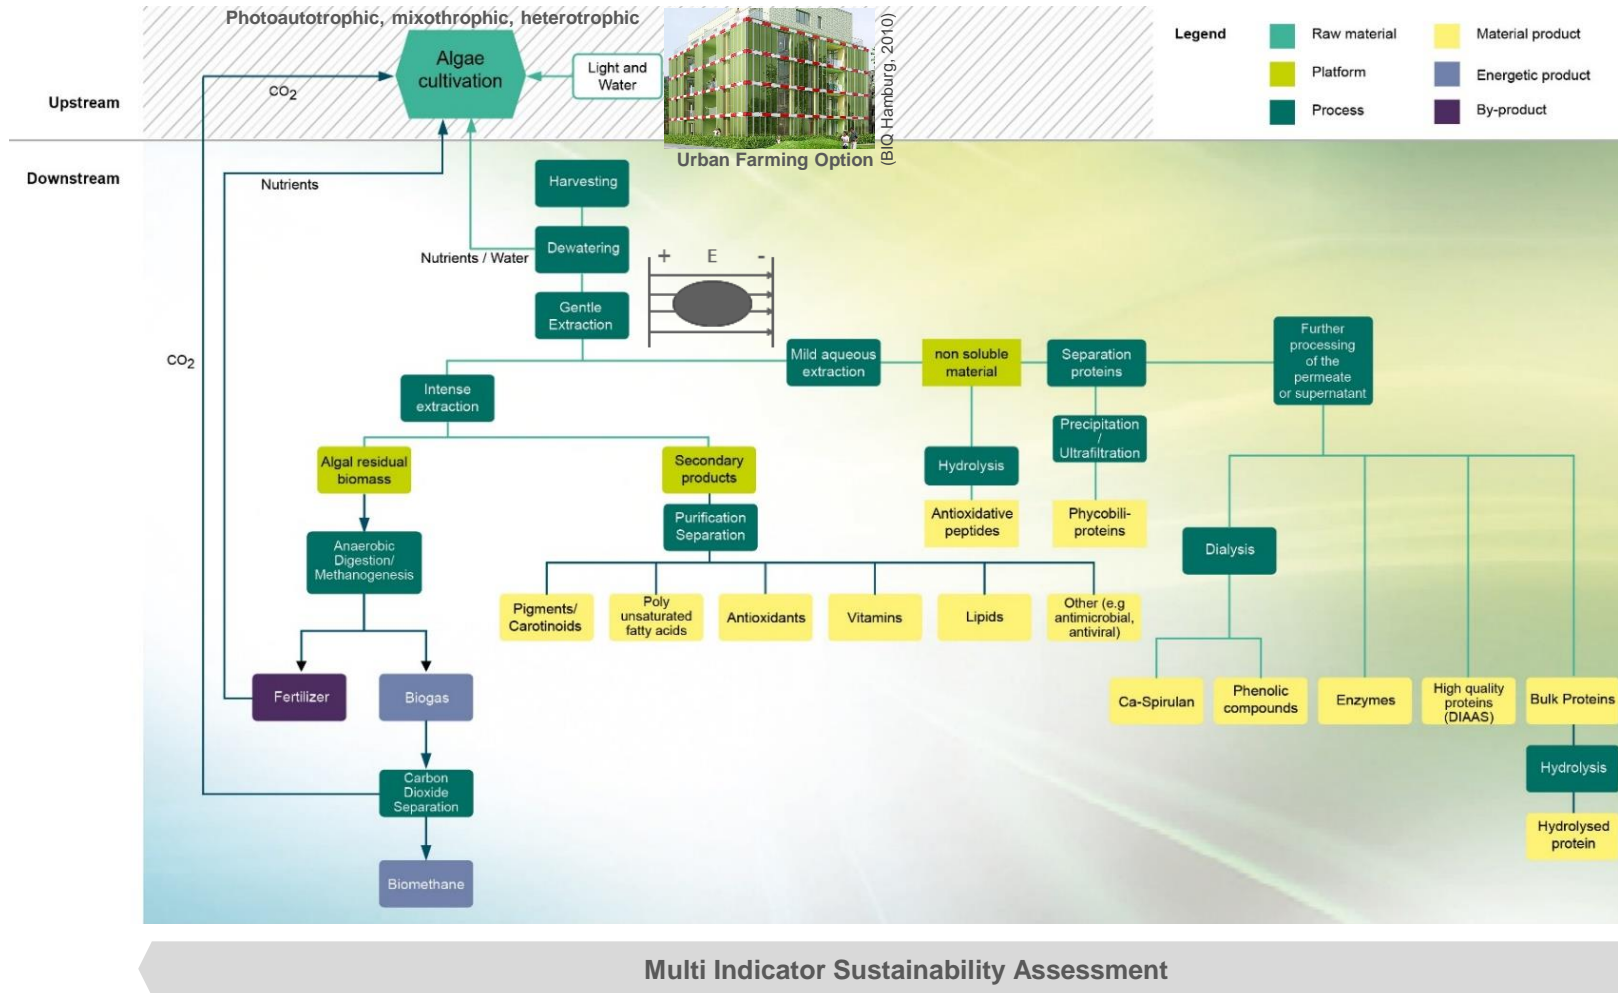 Photoautotrophic, mixothrophic, heterotrophic
Algae
cultivation
Light and
Water
CO2
Upstream
(BIQ Hamburg, 2010)
Urban Farming Option
Legend
Raw material
Platform
Process
Material product
Energetic product
By-product
Downstream
Nutrients
Harvesting
Dewatering
Nutrients / Water
Gentle
Extraction
+ E -
CO2
Mild aqueous
extraction
non soluble
material
Separation
proteins
Further
processing
of the
permeate
or supernatant
Intense
extraction
Precipitation
/
Ultrafiltration
Algal residual
biomass
Secondary
products
Hydrolysis
Purification
Separation
Antioxidative
peptides
Phycobili-
proteins
Anaerobic
Digestion/
Methanogenesis
Dialysis
Pigments/
Carotinoids
Poly
unsaturated
fatty acids
Antioxidants
Vitamins
Lipids
Other (e.g
antimicrobial,
antiviral)
Fertilizer
Biogas
Ca-Spirulan
Phenolic
compounds
Enzymes
High quality
proteins
(DIAAS)
Bulk Proteins
Carbon
Dioxide
Separation
Hydrolysis
Hydrolysed
protein
Biomethane
Multi Indicator Sustainability Assessment